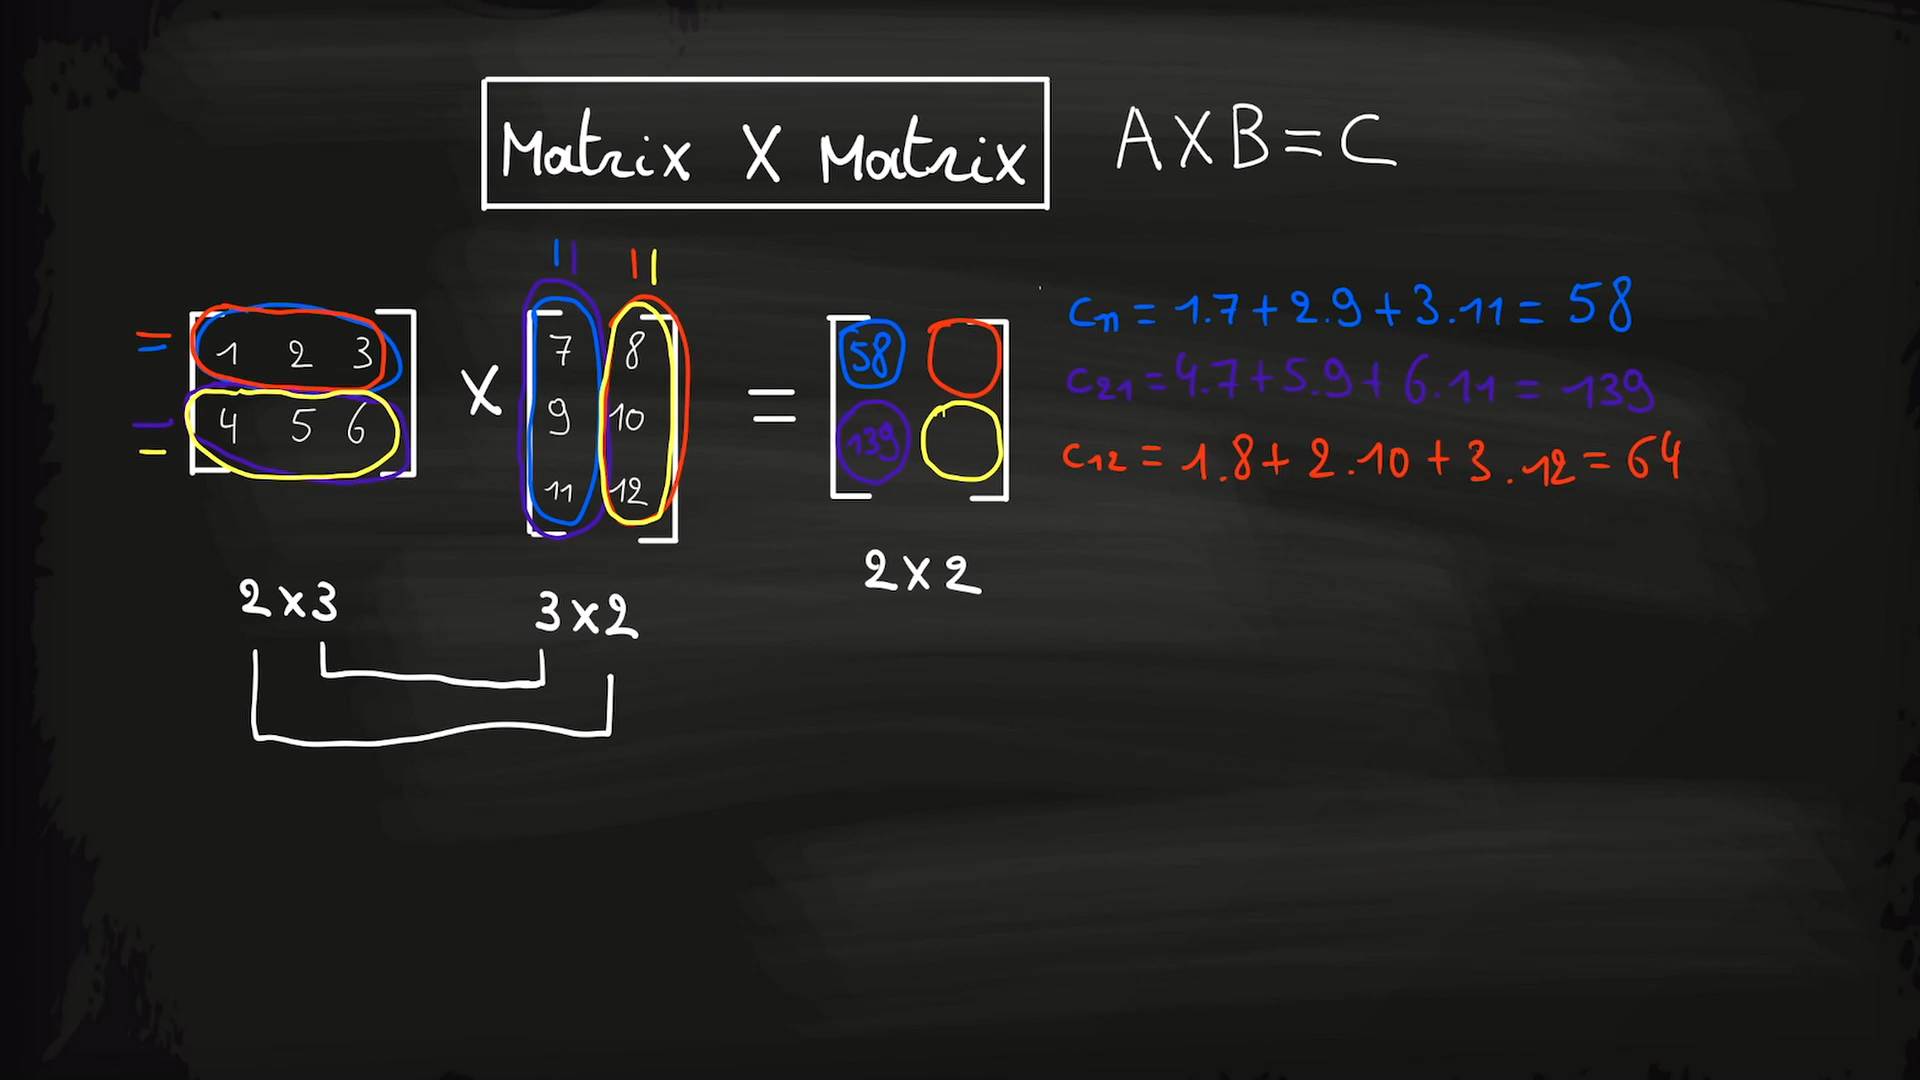 Matrix X Matrix AXB=C
1 2 3
4 5 6
X
7 8
9 10
11 12
=
58
139
c11 = 1.7+2.9+3.11= 58
c21=4.7+5.9+6.11= 139
c12 = 1.8+2.10+3.12=64
2x3 3x2 2x2